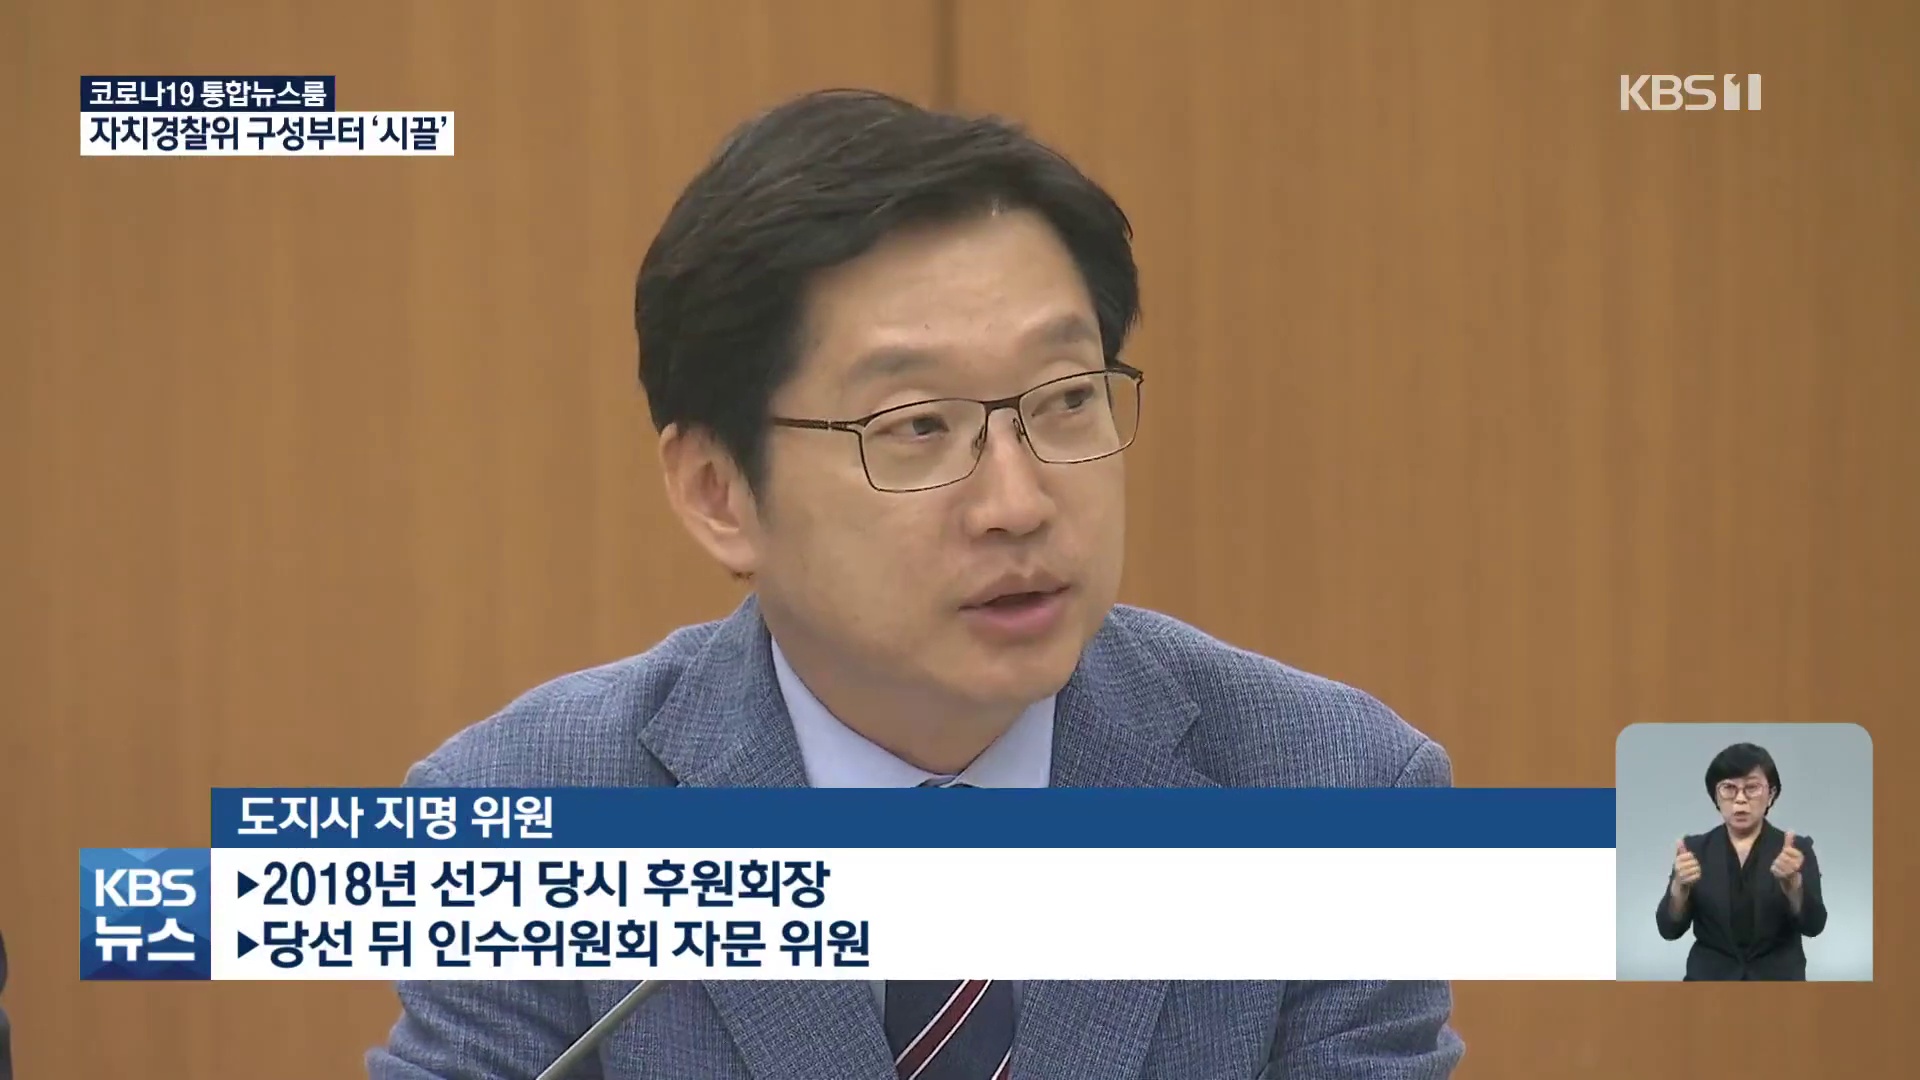 코로나19 통합뉴스룸
자치경찰위 구성부터 ‘시끌’
KBS 1
도지사 지명 위원
▶2018년 선거 당시 후원회장
▶당선 뒤 인수위원회 자문 위원
KBS
뉴스